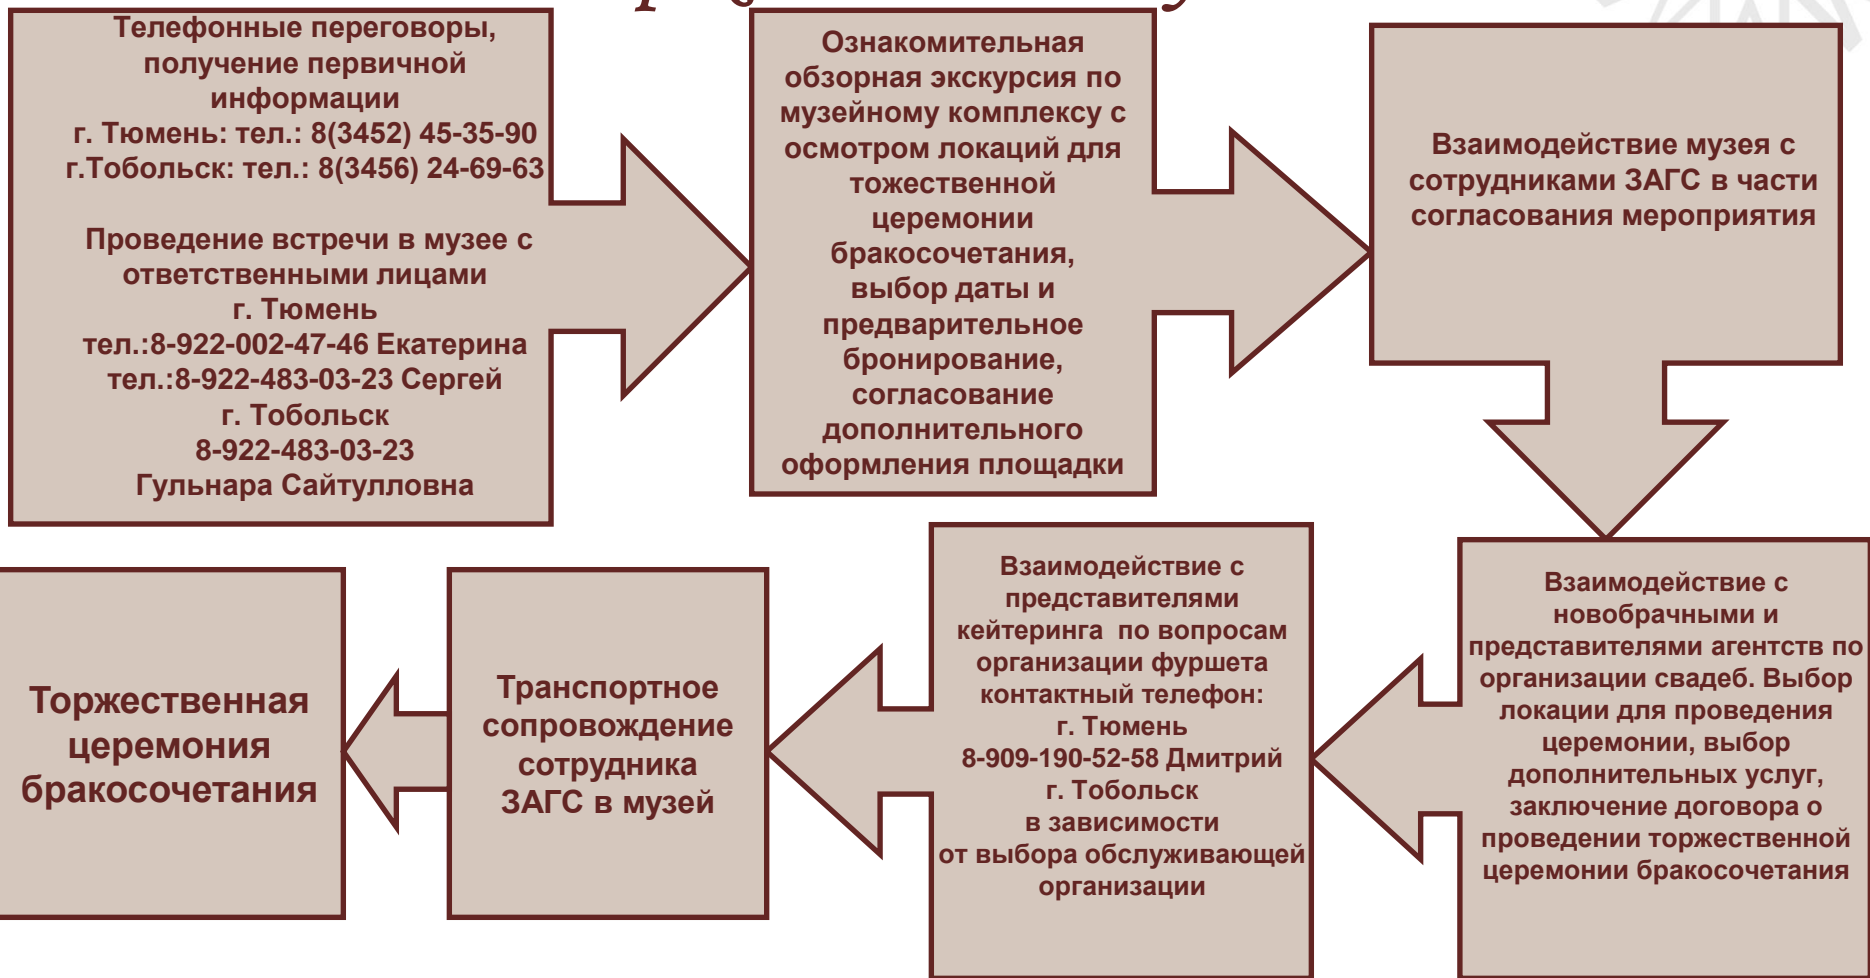 Телефонные переговоры,
получение первичной
информации
г. Тюмень: тел.: 8(3452) 45-35-90
г.Тобольск: тел.: 8(3456) 24-69-63
Проведение встречи в музее с
ответственными лицами
г. Тюмень
тел.:8-922-002-47-46 Екатерина
тел.:8-922-483-03-23 Сергей
г. Тобольск
8-922-483-03-23
Гульнара Сайтулловна
Ознакомительная
обзорная экскурсия по
музейному комплексу с
осмотром локаций для
тожественной
церемонии
бракосочетания,
выбор даты и
предварительное
бронирование,
согласование
дополнительного
оформления площадки
Взаимодействие музея с
сотрудниками ЗАГС в части
согласования мероприятия
Взаимодействие с
новобрачными и
представителями агентств по
организации свадеб. Выбор
локации для проведения
церемонии, выбор
дополнительных услуг,
заключение договора о
проведении торжественной
церемонии бракосочетания
Взаимодействие с
представителями
кейтеринга по вопросам
организации фуршета
контактный телефон:
г. Тюмень
8-909-190-52-58 Дмитрий
г. Тобольск
в зависимости
от выбора обслуживающей
организации
Транспортное
сопровождение
сотрудника
ЗАГС в музей
Торжественная
церемония
бракосочетания